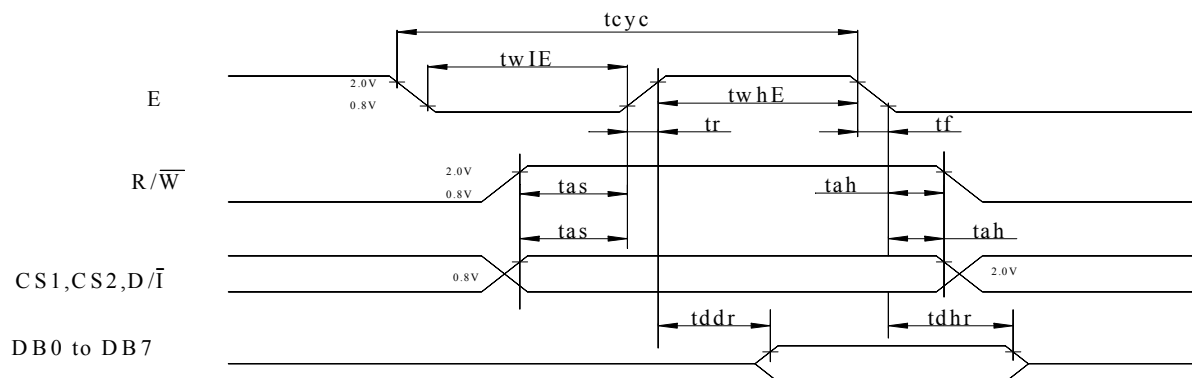 tcyc
twIE
E
2.0V
0.8V
twhE
tr
tf
R/W̅
2.0V
0.8V
tas
tah
tas
tah
CS1,CS2,D/I̅
0.8V
2.0V
tddr
tdhr
DB0 to DB7